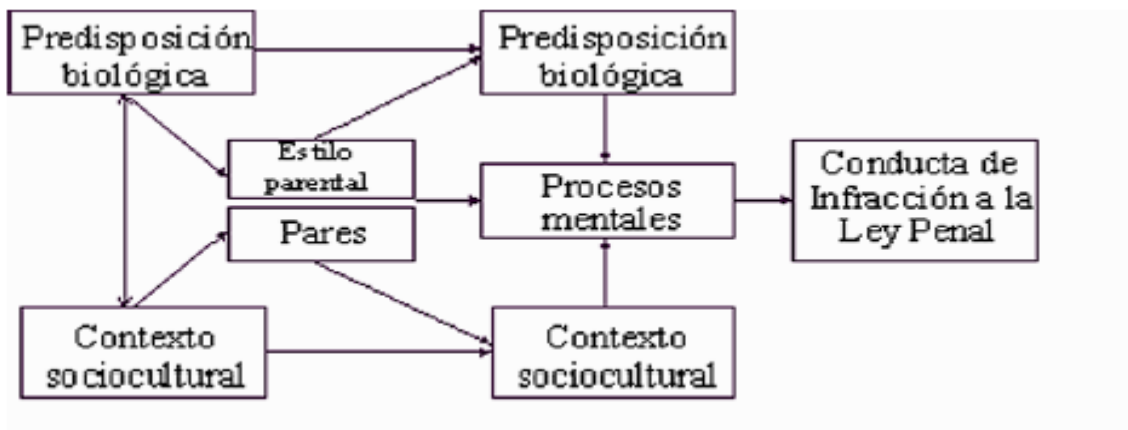 Predisposición
biológica
Predisposición
biológica
Estilo
parental
Pares
Procesos
mentales
Conducta de
Infracción a la
Ley Penal
Contexto
sociocultural
Contexto
sociocultural